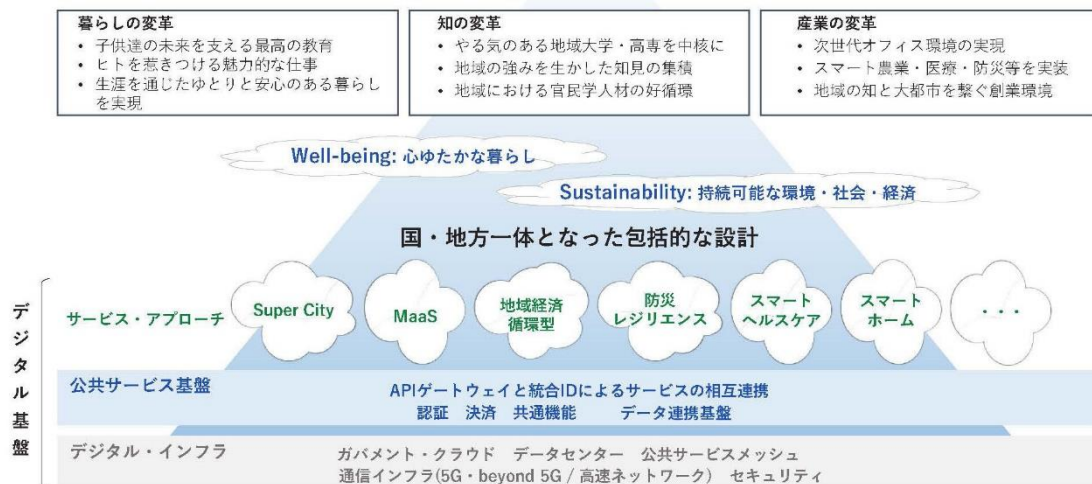 暮らしの変革
• 子供達の未来を支える最高の教育
• ヒトを惹きつける魅力的な仕事
• 生涯を通じたゆとりと安心のある暮らし
を実現
知の変革
• やる気のある地域大学・高専を中核に
• 地域の強みを生かした知見の集積
• 地域における官民学人材の好循環
産業の変革
• 次世代オフィス環境の実現
• スマート農業・医療・防災等を実装
• 地域の知と大都市を繋ぐ創業環境
Well-being: 心ゆたかな暮らし
Sustainability: 持続可能な環境・社会・経済
国・地方一体となった包括的な設計
デジタル基盤
サービス・アプローチ
Super City
MaaS
地域経済
循環型
防災
レジリエンス
スマート
ヘルスケア
スマート
ホーム
・・・
公共サービス基盤
APIゲートウェイと統合IDによるサービスの相互連携
認証 決済 共通機能 データ連携基盤
デジタル・インフラ
ガバメント・クラウド データセンター 公共サービスメッシュ
通信インフラ(5G・beyond 5G / 高速ネットワーク) セキュリティ